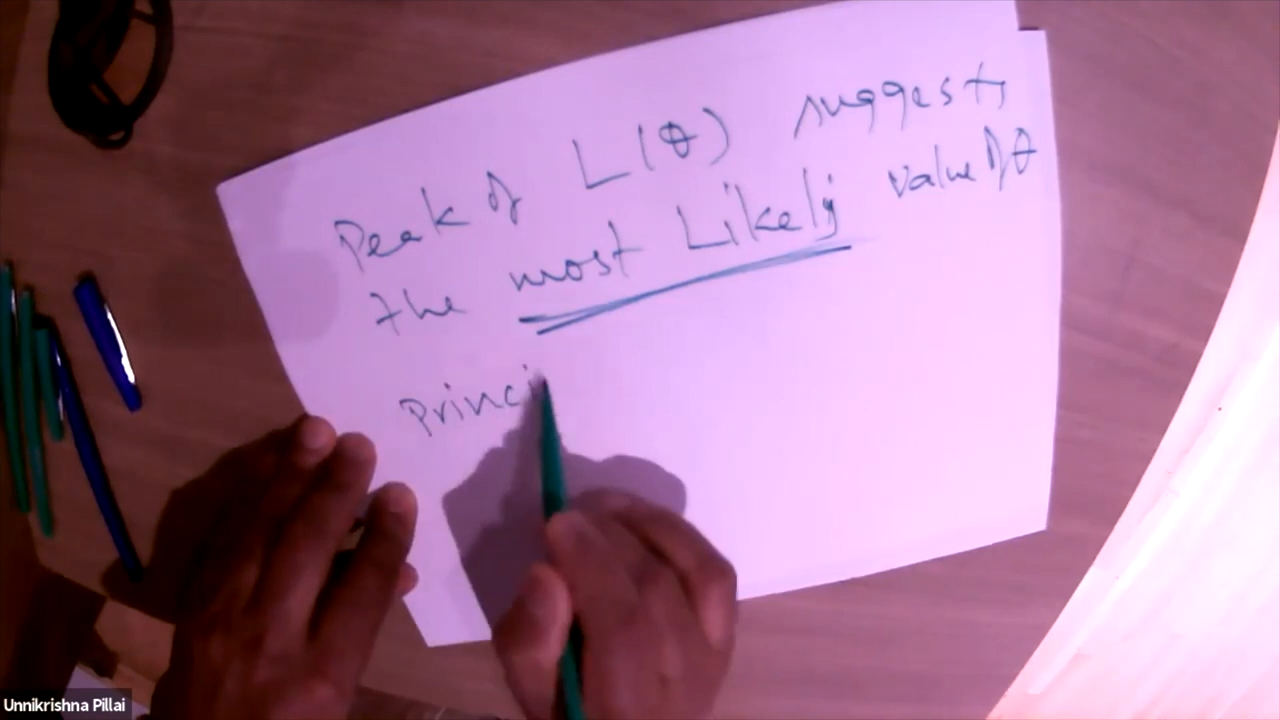 Peak of L(θ) suggests
the most Likely value of θ
Princi
Unnikrishna Pillai